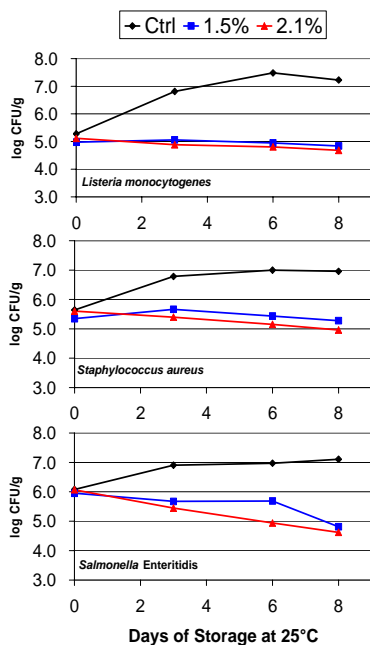 Ctrl 1.5% 2.1%
8.0
7.0
6.0
5.0
4.0
3.0
log CFU/g
Listeria monocytogenes
0 2 4 6 8
8.0
7.0
6.0
5.0
4.0
3.0
log CFU/g
Staphylococcus aureus
0 2 4 6 8
8.0
7.0
6.0
5.0
4.0
3.0
log CFU/g
Salmonella Enteritidis
0 2 4 6 8
Days of Storage at 25°C